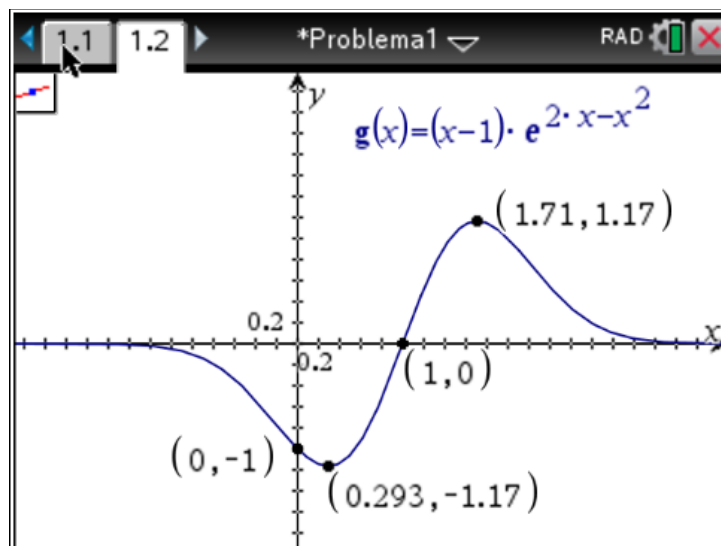 1.1 1.2 *Problema1 RAD
y
g(x)=(x-1)· e^{2· x-x^2}
(1.71,1.17)
0.2
x
0.2
(1,0)
(0,-1)
(0.293,-1.17)